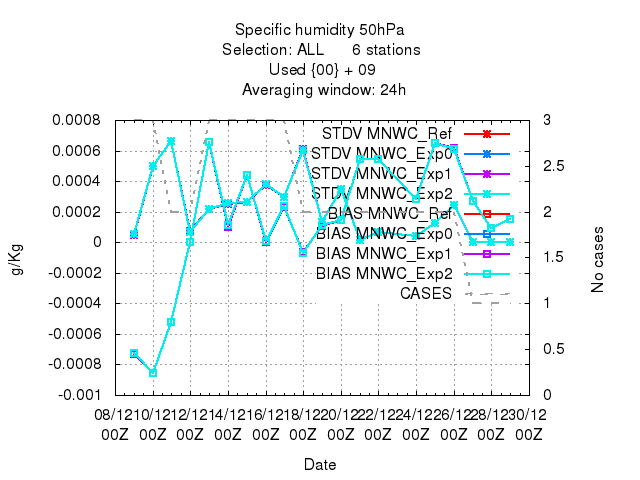 Specific humidity 50hPa
Selection: ALL 6 stations
Used {00} + 09
Averaging window: 24h
0.0008
0.0006
0.0004
0.0002
0
-0.0002
-0.0004
-0.0006
-0.0008
-0.001
g/Kg
STDV MNWC_Ref
STDV MNWC_Exp0
STDV MNWC_Exp1
STDV MNWC_Exp2
BIAS MNWC_Ref
BIAS MNWC_Exp0
BIAS MNWC_Exp1
BIAS MNWC_Exp2
CASES
3
2.5
2
1.5
1
0.5
0
No cases
08/12 10/12 12/12 14/12 16/12 18/12 20/12 22/12 24/12 26/12 28/12 30/12
00Z 00Z 00Z 00Z 00Z 00Z 00Z 00Z 00Z 00Z 00Z 00Z
Date